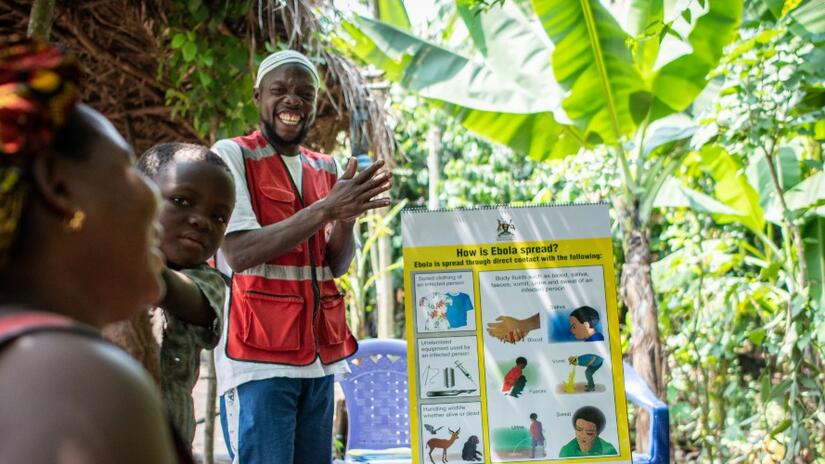 How is Ebola spread?
Ebola is spread through direct contact with the following:
Soiled clothing of
an infected person
Unsterilised
equipment used by
an infected person
Handling wildlife
whether alive or dead
Body fluids such as blood, saliva,
faeces, vomit, urine and sweat of an
infected person
Saliva
Blood
Vomit
Faeces
Urine
Sweat